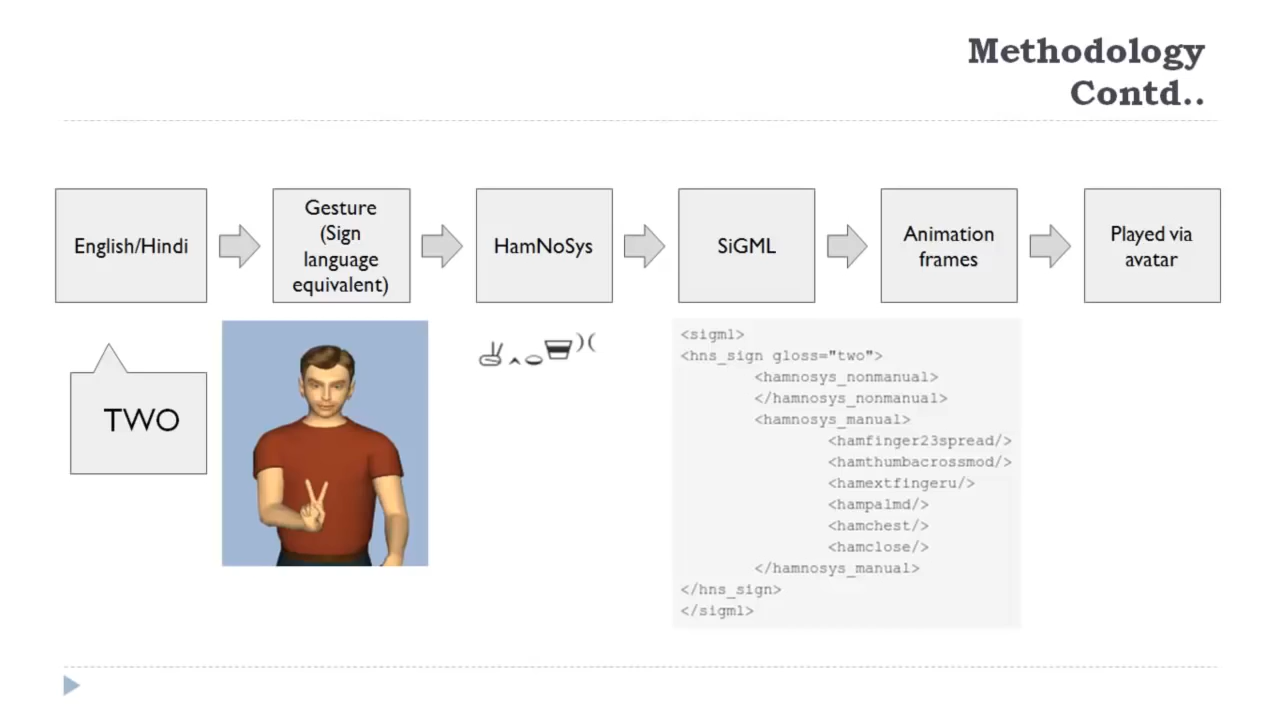 Methodology
Contd..
English/Hindi
Gesture
(Sign
language
equivalent)
HamNoSys
SiGML
Animation
frames
Played via
avatar
TWO
<sigml>
<hns_sign gloss="two">
<hamnosys_nonmanual>
</hamnosys_nonmanual>
<hamnosys_manual>
<hamfinger23spread/>
<hamthumbacrossmod/>
<hamextfingeru/>
<hampalmd/>
<hamchest/>
<hamclose/>
</hamnosys_manual>
</hns_sign>
</sigml>